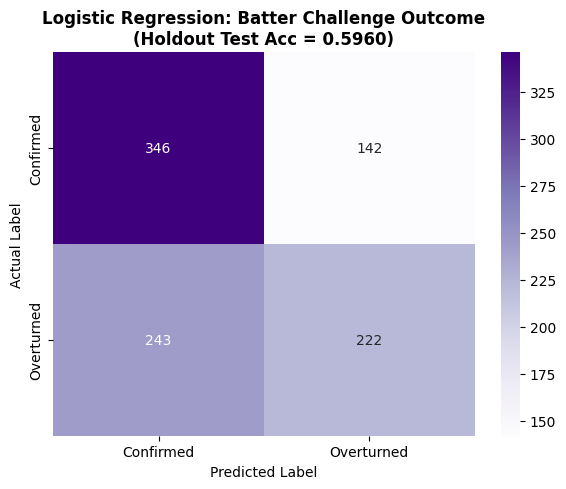 Logistic Regression: Batter Challenge Outcome
(Holdout Test Acc = 0.5960)
Actual Label
Confirmed
346
142
Overturned
243
222
Confirmed
Overturned
Predicted Label
325
300
275
250
225
200
175
150